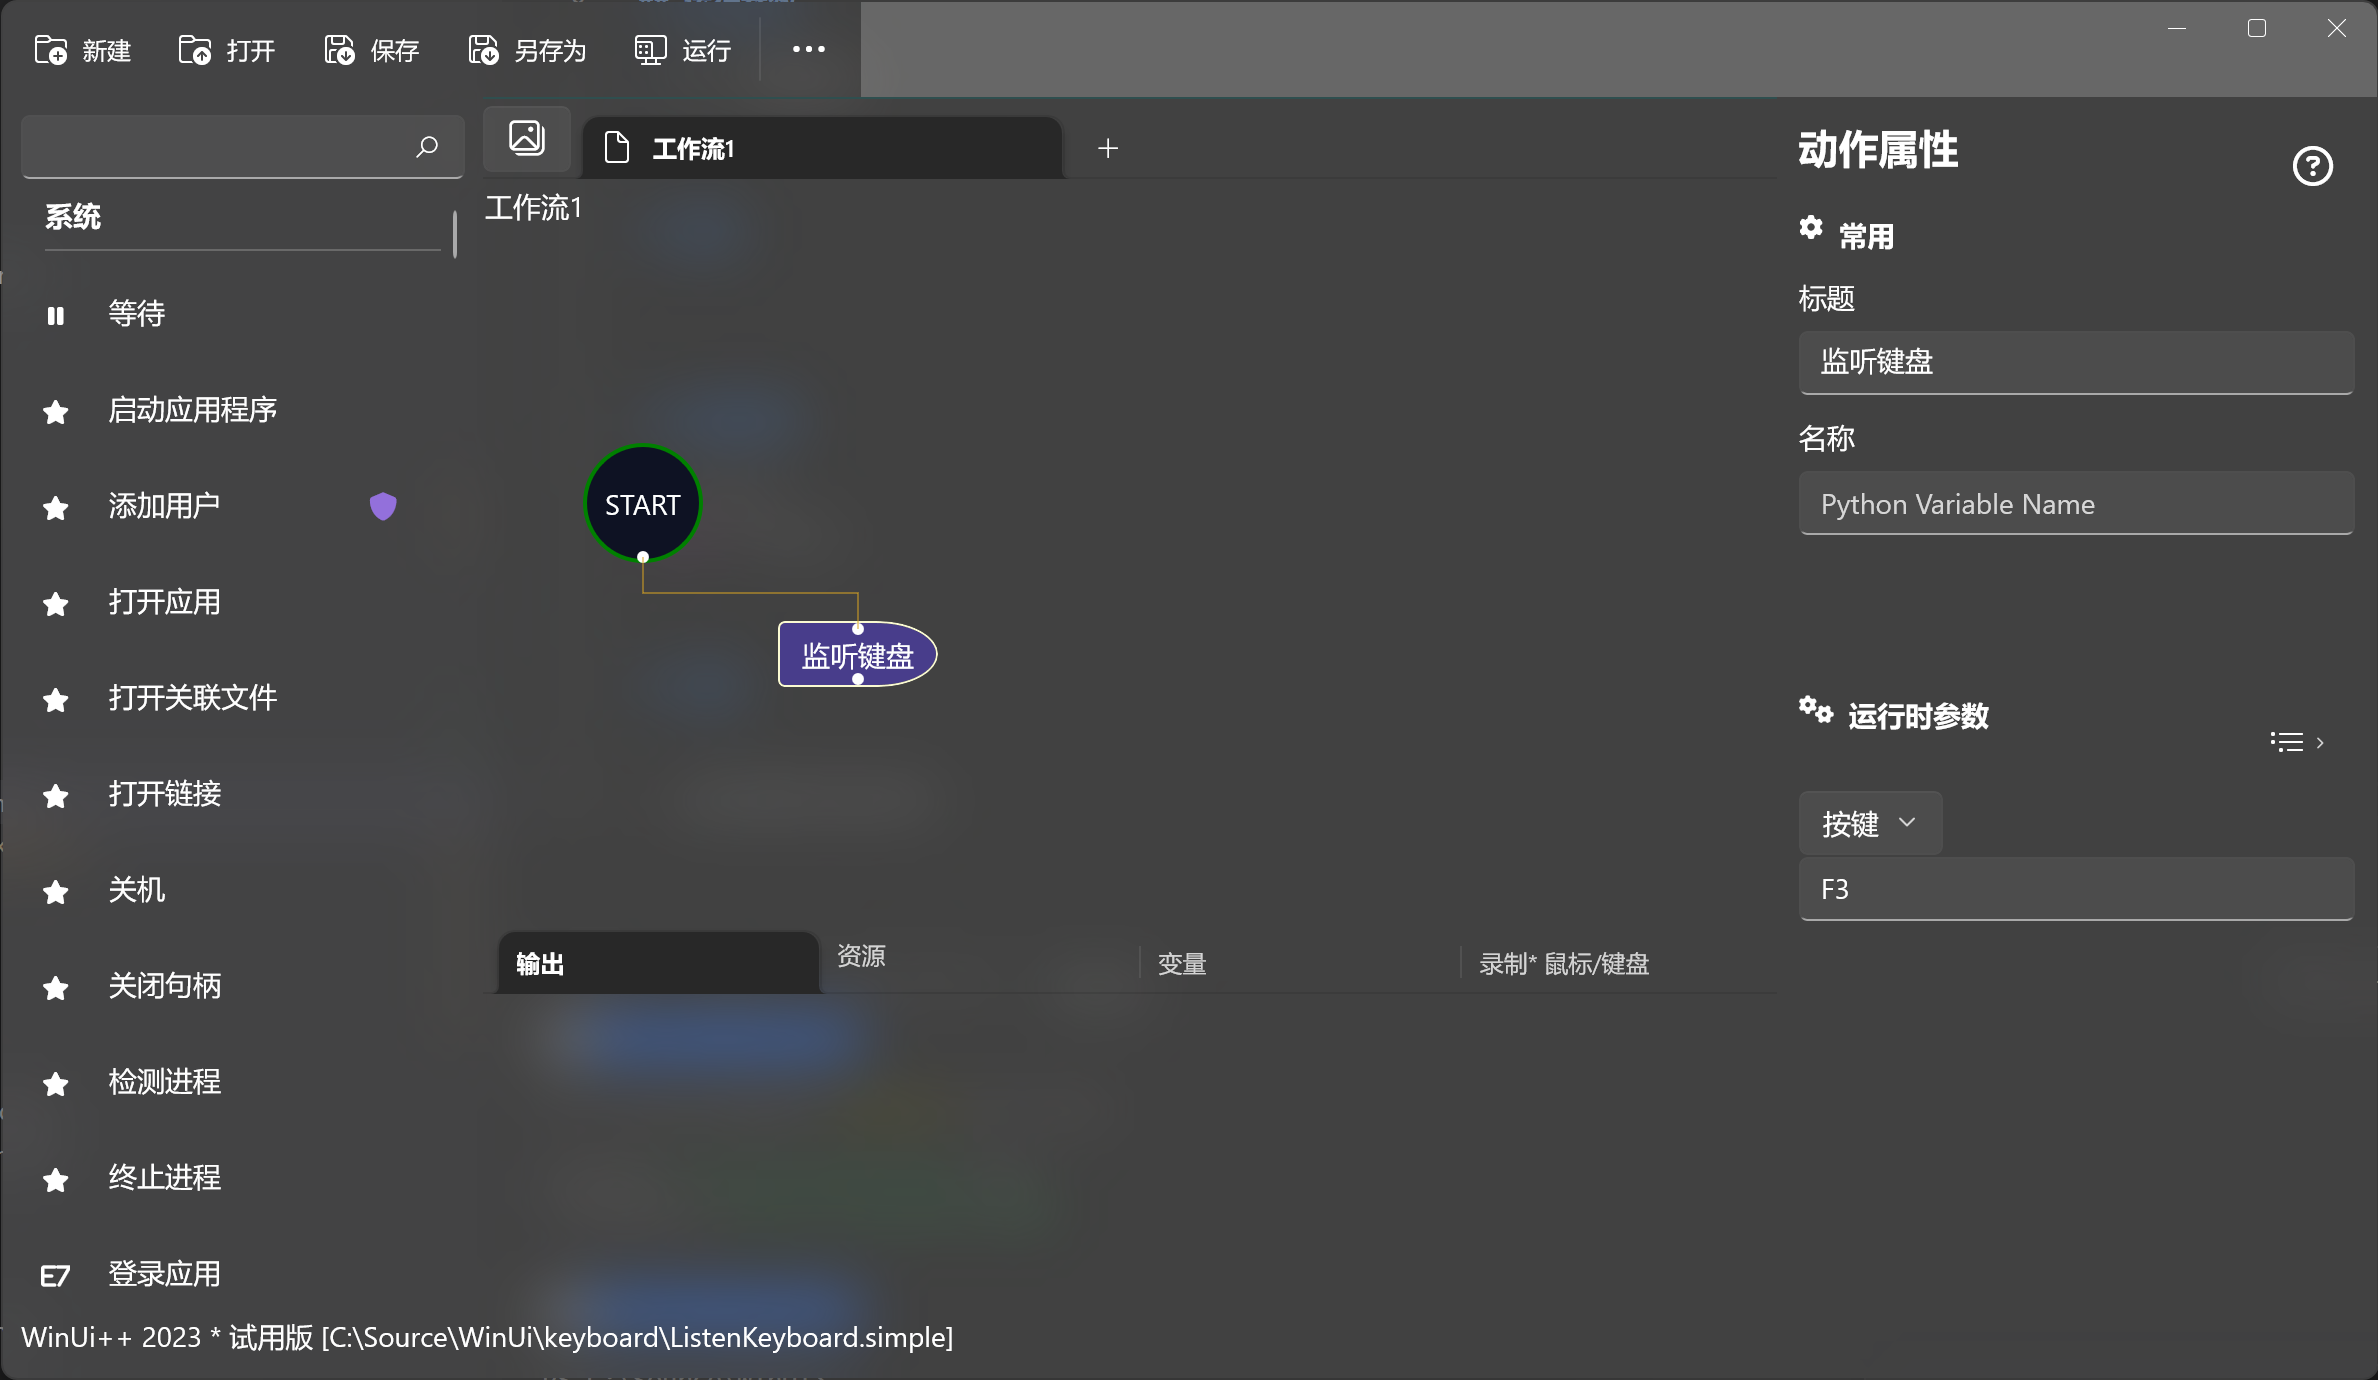 新建
打开
保存
另存为
运行
工作流1
工作流1
系统
等待
启动应用程序
添加用户
打开应用
打开关联文件
打开链接
关机
关闭句柄
检测进程
终止进程
E7 登录应用
START
监听键盘
输出
资源
变量
录制* 鼠标/键盘
动作属性
常用
标题
监听键盘
名称
Python Variable Name
运行时参数
按键
F3
WinUi++ 2023 * 试用版 [C:\Source\WinUi\keyboard\ListenKeyboard.simple]